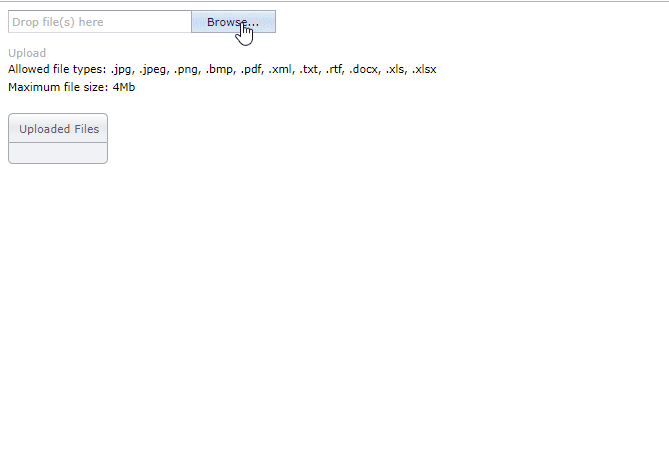 Drop file(s) here Browse...
Upload
Allowed file types: .jpg, .jpeg, .png, .bmp, .pdf, .xml, .txt, .rtf, .docx, .xls, .xlsx
Maximum file size: 4Mb
Uploaded Files